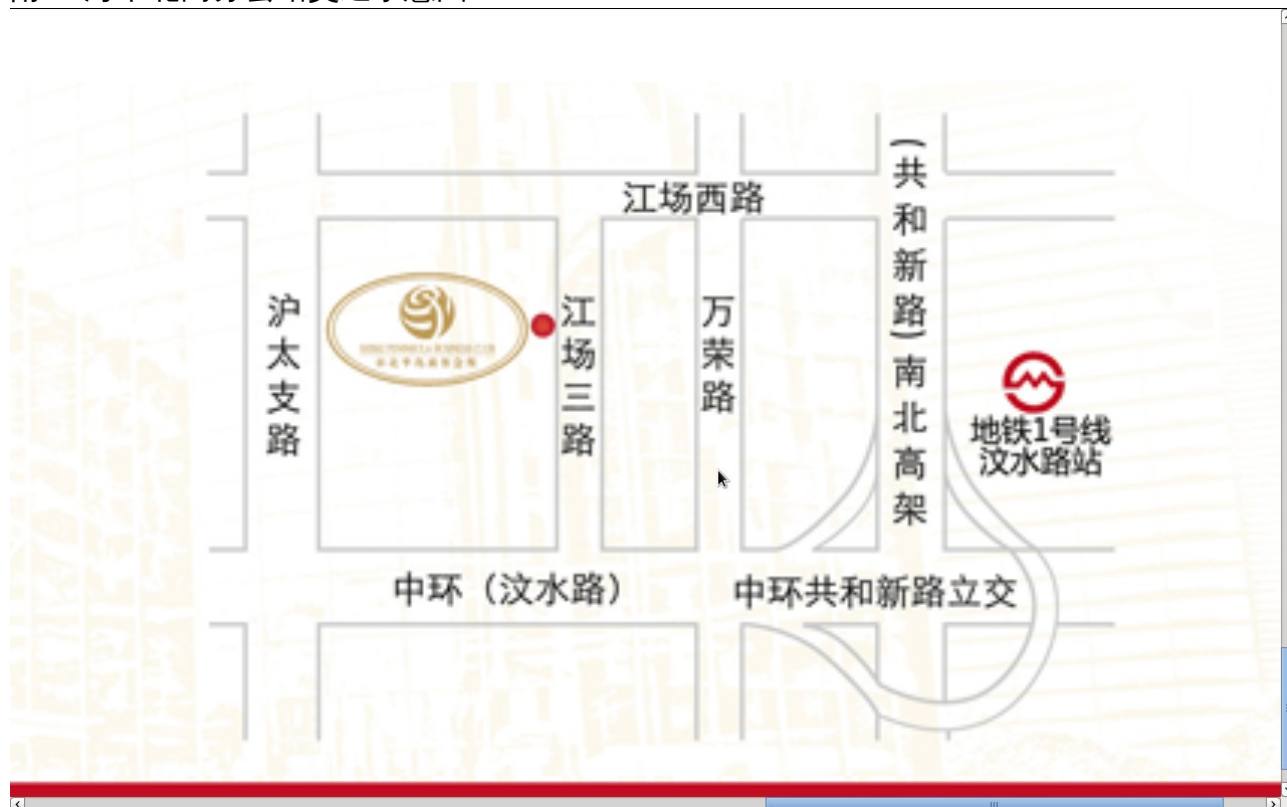 江场西路
(共和新路)南北高架
沪太支路
江场三路
万荣路
地铁1号线
汶水路站
中环（汶水路）
中环共和新路立交